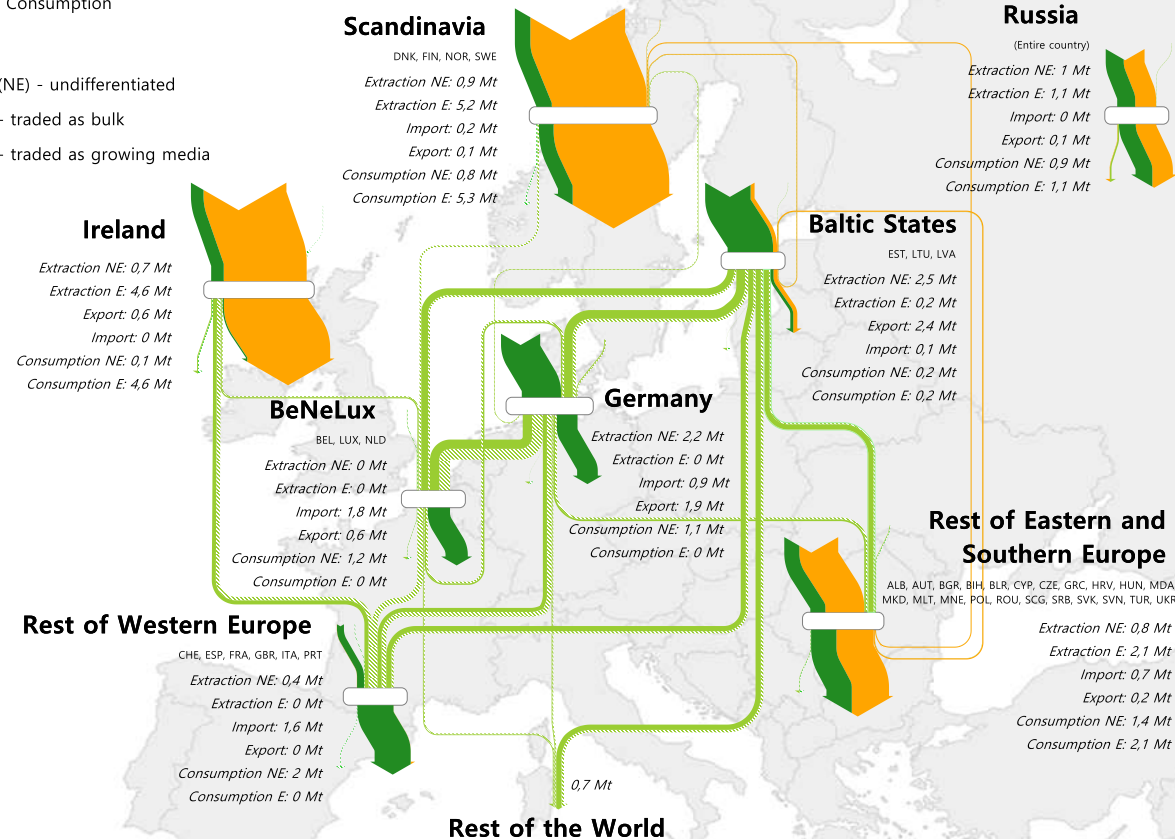 Consumption
(NE) - undifferentiated
- traded as bulk
- traded as growing media
Scandinavia
DNK, FIN, NOR, SWE
Extraction NE: 0,9 Mt
Extraction E: 5,2 Mt
Import: 0,2 Mt
Export: 0,1 Mt
Consumption NE: 0,8 Mt
Consumption E: 5,3 Mt
Russia
(Entire country)
Extraction NE: 1 Mt
Extraction E: 1,1 Mt
Import: 0 Mt
Export: 0,1 Mt
Consumption NE: 0,9 Mt
Consumption E: 1,1 Mt
Ireland
Extraction NE: 0,7 Mt
Extraction E: 4,6 Mt
Export: 0,6 Mt
Import: 0 Mt
Consumption NE: 0,1 Mt
Consumption E: 4,6 Mt
Baltic States
EST, LTU, LVA
Extraction NE: 2,5 Mt
Extraction E: 0,2 Mt
Export: 2,4 Mt
Import: 0,1 Mt
Consumption NE: 0,2 Mt
Consumption E: 0,2 Mt
BeNeLux
BEL, LUX, NLD
Extraction NE: 0 Mt
Extraction E: 0 Mt
Import: 1,8 Mt
Export: 0,6 Mt
Consumption NE: 1,2 Mt
Consumption E: 0 Mt
Germany
Extraction NE: 2,2 Mt
Extraction E: 0 Mt
Import: 0,9 Mt
Export: 1,9 Mt
Consumption NE: 1,1 Mt
Consumption E: 0 Mt
Rest of Eastern and
Southern Europe
ALB, AUT, BGR, BIH, BLR, CYP, CZE, GRC, HRV, HUN, MDA
MKD, MLT, MNE, POL, ROU, SCG, SRB, SVK, SVN, TUR, UKR
Extraction NE: 0,8 Mt
Extraction E: 2,1 Mt
Import: 0,7 Mt
Export: 0,2 Mt
Consumption NE: 1,4 Mt
Consumption E: 2,1 Mt
Rest of Western Europe
CHE, ESP, FRA, GBR, ITA, PRT
Extraction NE: 0,4 Mt
Extraction E: 0 Mt
Import: 1,6 Mt
Export: 0 Mt
Consumption NE: 2 Mt
Consumption E: 0 Mt
0,7 Mt
Rest of the World